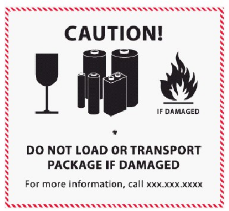 CAUTION!
IF DAMAGED
*
DO NOT LOAD OR TRANSPORT
PACKAGE IF DAMAGED
For more information, call xxx.xxx.xxxx